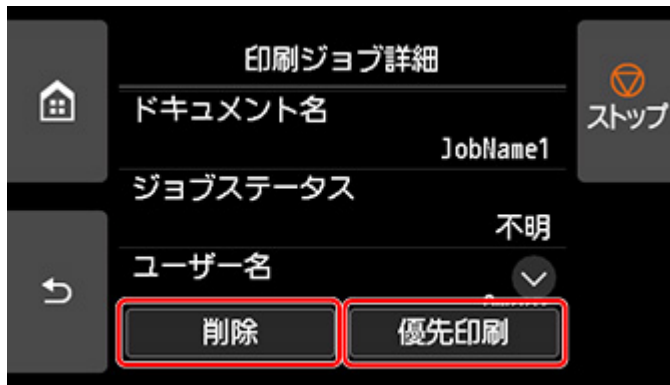 印刷ジョブ詳細
ドキュメント名
JobName1
ストップ
ジョブステータス
不明
ユーザー名
削除
優先印刷